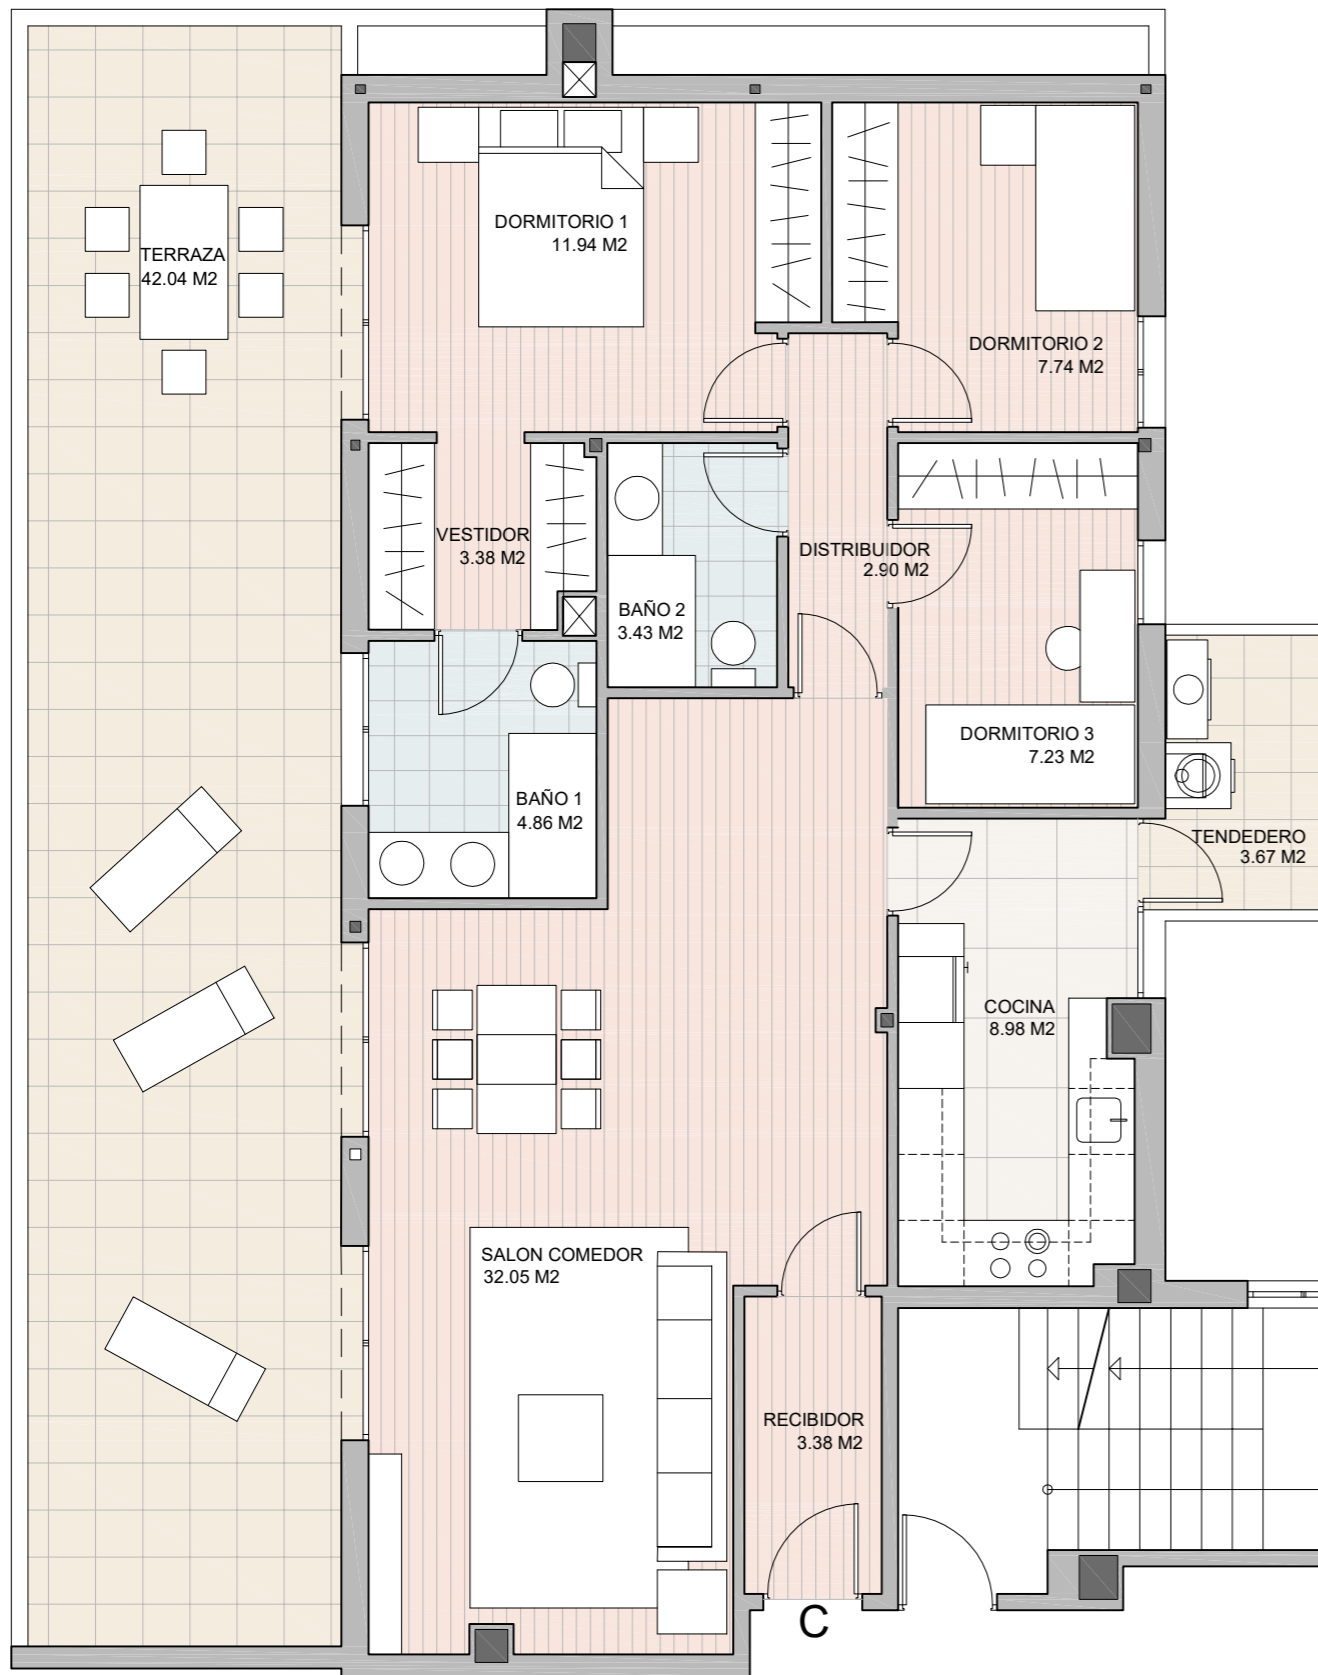 DORMITORIO 1
11.94 M2
TERRAZA
42.04 M2
DORMITORIO 2
7.74 M2
VESTIDOR
3.38 M2
DISTRIBUIDOR
2.90 M2
BAÑO 2
3.43 M2
DORMITORIO 3
7.23 M2
BAÑO 1
4.86 M2
TENDEDERO
3.67 M2
COCINA
8.98 M2
SALON COMEDOR
32.05 M2
RECIBIDOR
3.38 M2
C